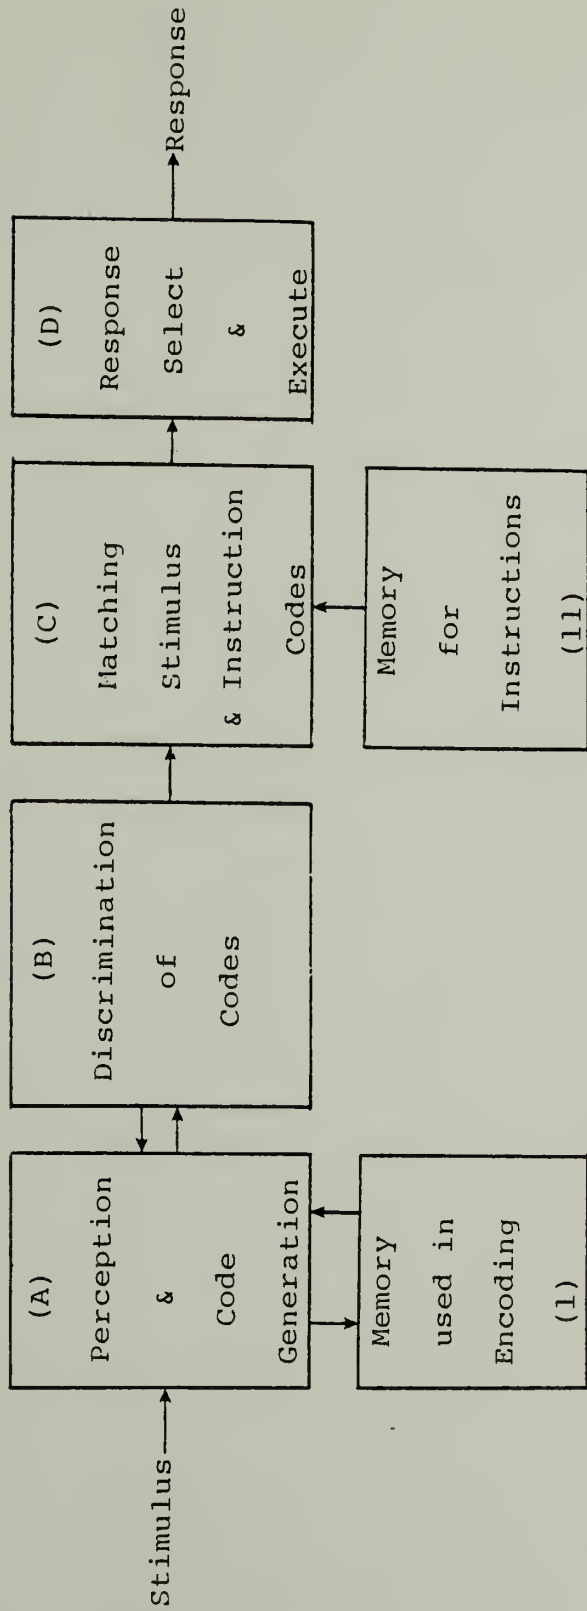 Stimulus
(A)
Perception
&
Code
Generation
Memory
used in
Encoding
(1)
(B)
Discrimination
of
Codes
(C)
Matching
Stimulus
& Instruction
Codes
Memory
for
Instructions
(11)
(D)
Response
Select
&
Execute
Response